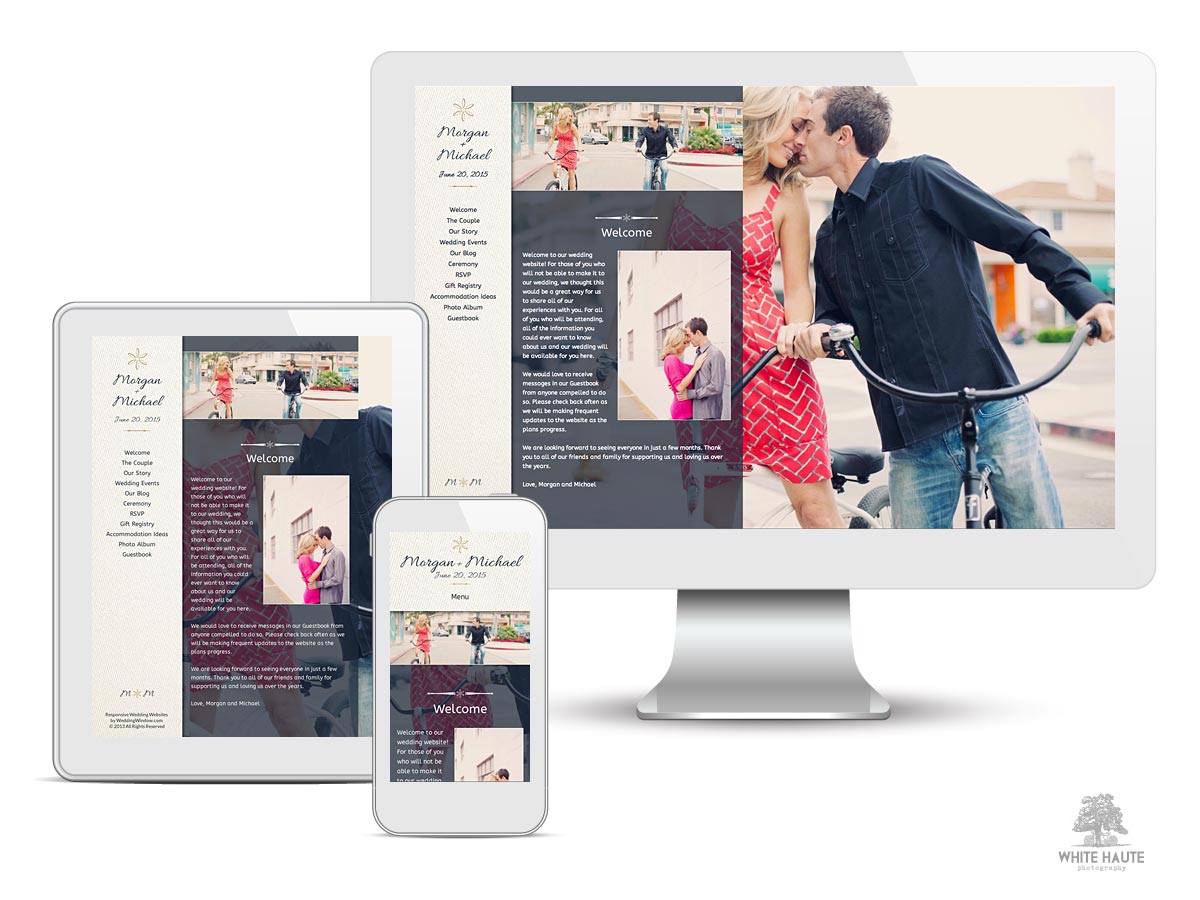 Morgan
+
Michael
June 20, 2015
Welcome
The Couple
Our Story
Wedding Events
Our Blog
Ceremony
RSVP
Gift Registry
Accommodation Ideas
Photo Album
Guestbook
M M
Welcome
Welcome to our wedding
website! For those of you who
will not be able to make it to
our wedding, we thought this
would be a great way for us
to share all of our
experiences with you. For all
of you who will be attending,
all of the information you
could ever want to know
about us and our wedding will
be available for you here.
We would love to receive
messages in our Guestbook
from anyone compelled to do
so. Please check back often as
we will be making frequent
updates to the website as the
plans progress.
We are looking forward to seeing everyone in just a few months. Thank
you to all of our friends and family for supporting us and loving us over
the years.
Love, Morgan and Michael
Morgan
+
Michael
June 20, 2015
Welcome
The Couple
Our Story
Wedding Events
Our Blog
Ceremony
RSVP
Gift Registry
Accommodation Ideas
Photo Album
Guestbook
M M
Responsive Wedding Websites
by WeddingWindow.com
© 2013 All Rights Reserved
Welcome
Welcome to our
wedding website! For
those of you who will
not be able to make it
to our wedding, we
thought this would be a
great way for us to
share all of our
experiences with you.
For all of you who will
be attending, all of the
information you could
ever want to know
about us and our
wedding will be
available for you here.
We would love to receive messages in our Guestbook from
anyone compelled to do so. Please check back often as we
will be making frequent updates to the website as the
plans progress.
We are looking forward to seeing everyone in just a few
months. Thank you to all of our friends and family for
supporting us and loving us over the years.
Love, Morgan and Michael
Morgan + Michael
June 20, 2015
Menu
Welcome
Welcome to our
wedding website!
For those of you
who will not be
able to make it
to our wedding
WHITE HAUTE
photography